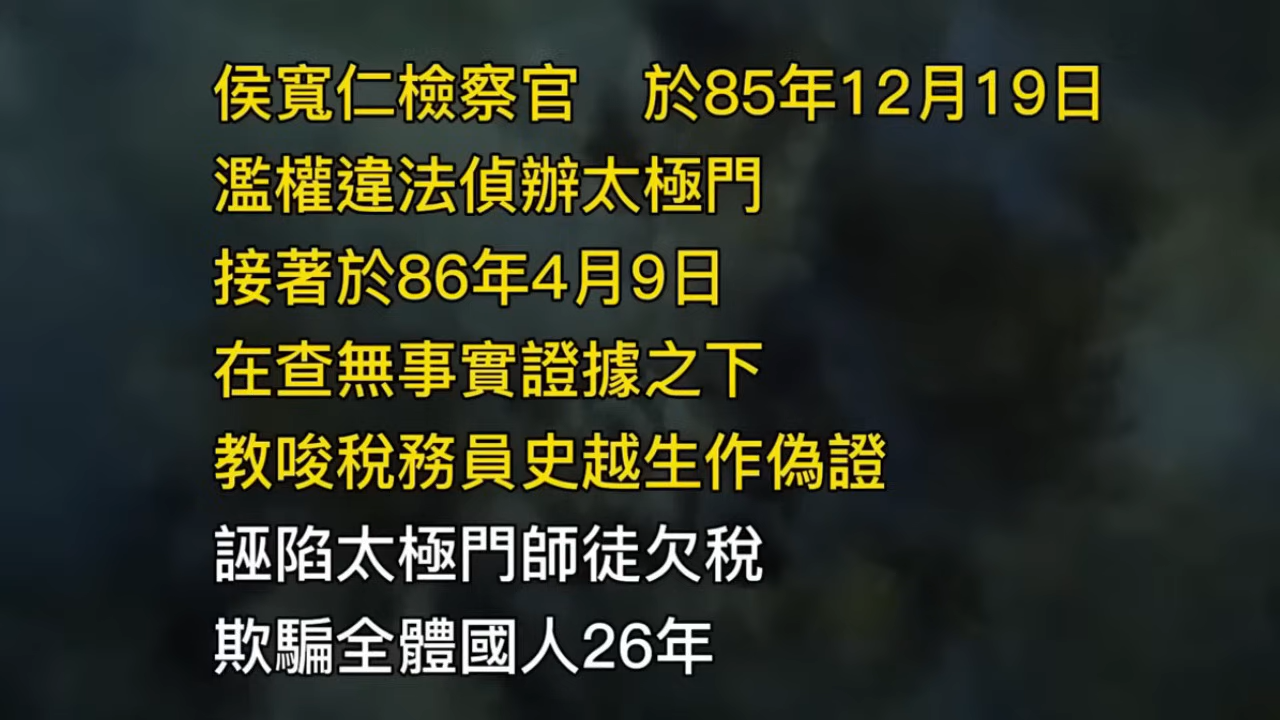 侯寬仁檢察官　於85年12月19日
濫權違法偵辦太極門
接著於86年4月9日
在查無事實證據之下
教唆稅務員史越生作偽證
誣陷太極門師徒欠稅
欺騙全體國人26年